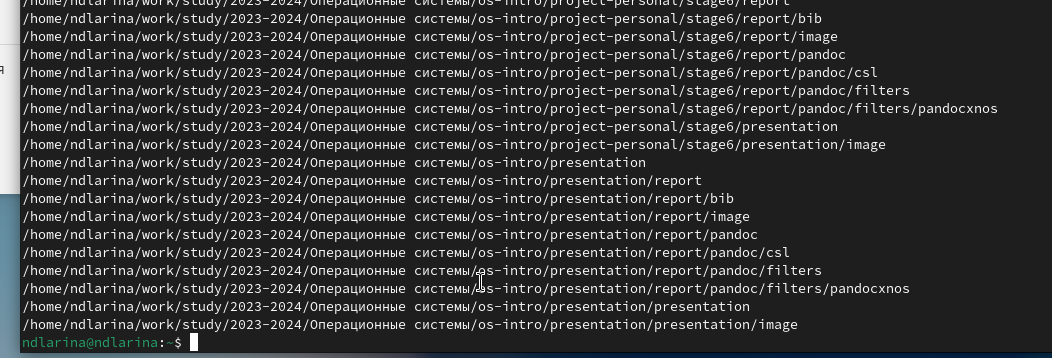 /home/ndlarina/work/study/2023-2024/Операционные системы/os-intro/project-personal/stage6/report
/home/ndlarina/work/study/2023-2024/Операционные системы/os-intro/project-personal/stage6/report/bib
/home/ndlarina/work/study/2023-2024/Операционные системы/os-intro/project-personal/stage6/report/image
/home/ndlarina/work/study/2023-2024/Операционные системы/os-intro/project-personal/stage6/report/pandoc
/home/ndlarina/work/study/2023-2024/Операционные системы/os-intro/project-personal/stage6/report/pandoc/csl
/home/ndlarina/work/study/2023-2024/Операционные системы/os-intro/project-personal/stage6/report/pandoc/filters
/home/ndlarina/work/study/2023-2024/Операционные системы/os-intro/project-personal/stage6/report/pandoc/filters/pandocxnos
/home/ndlarina/work/study/2023-2024/Операционные системы/os-intro/project-personal/stage6/presentation
/home/ndlarina/work/study/2023-2024/Операционные системы/os-intro/project-personal/stage6/presentation/image
/home/ndlarina/work/study/2023-2024/Операционные системы/os-intro/presentation
/home/ndlarina/work/study/2023-2024/Операционные системы/os-intro/presentation/report
/home/ndlarina/work/study/2023-2024/Операционные системы/os-intro/presentation/report/bib
/home/ndlarina/work/study/2023-2024/Операционные системы/os-intro/presentation/report/image
/home/ndlarina/work/study/2023-2024/Операционные системы/os-intro/presentation/report/pandoc
/home/ndlarina/work/study/2023-2024/Операционные системы/os-intro/presentation/report/pandoc/csl
/home/ndlarina/work/study/2023-2024/Операционные системы/os-intro/presentation/report/pandoc/filters
/home/ndlarina/work/study/2023-2024/Операционные системы/os-intro/presentation/report/pandoc/filters/pandocxnos
/home/ndlarina/work/study/2023-2024/Операционные системы/os-intro/presentation/presentation
/home/ndlarina/work/study/2023-2024/Операционные системы/os-intro/presentation/presentation/image
ndlarina@ndlarina:~$